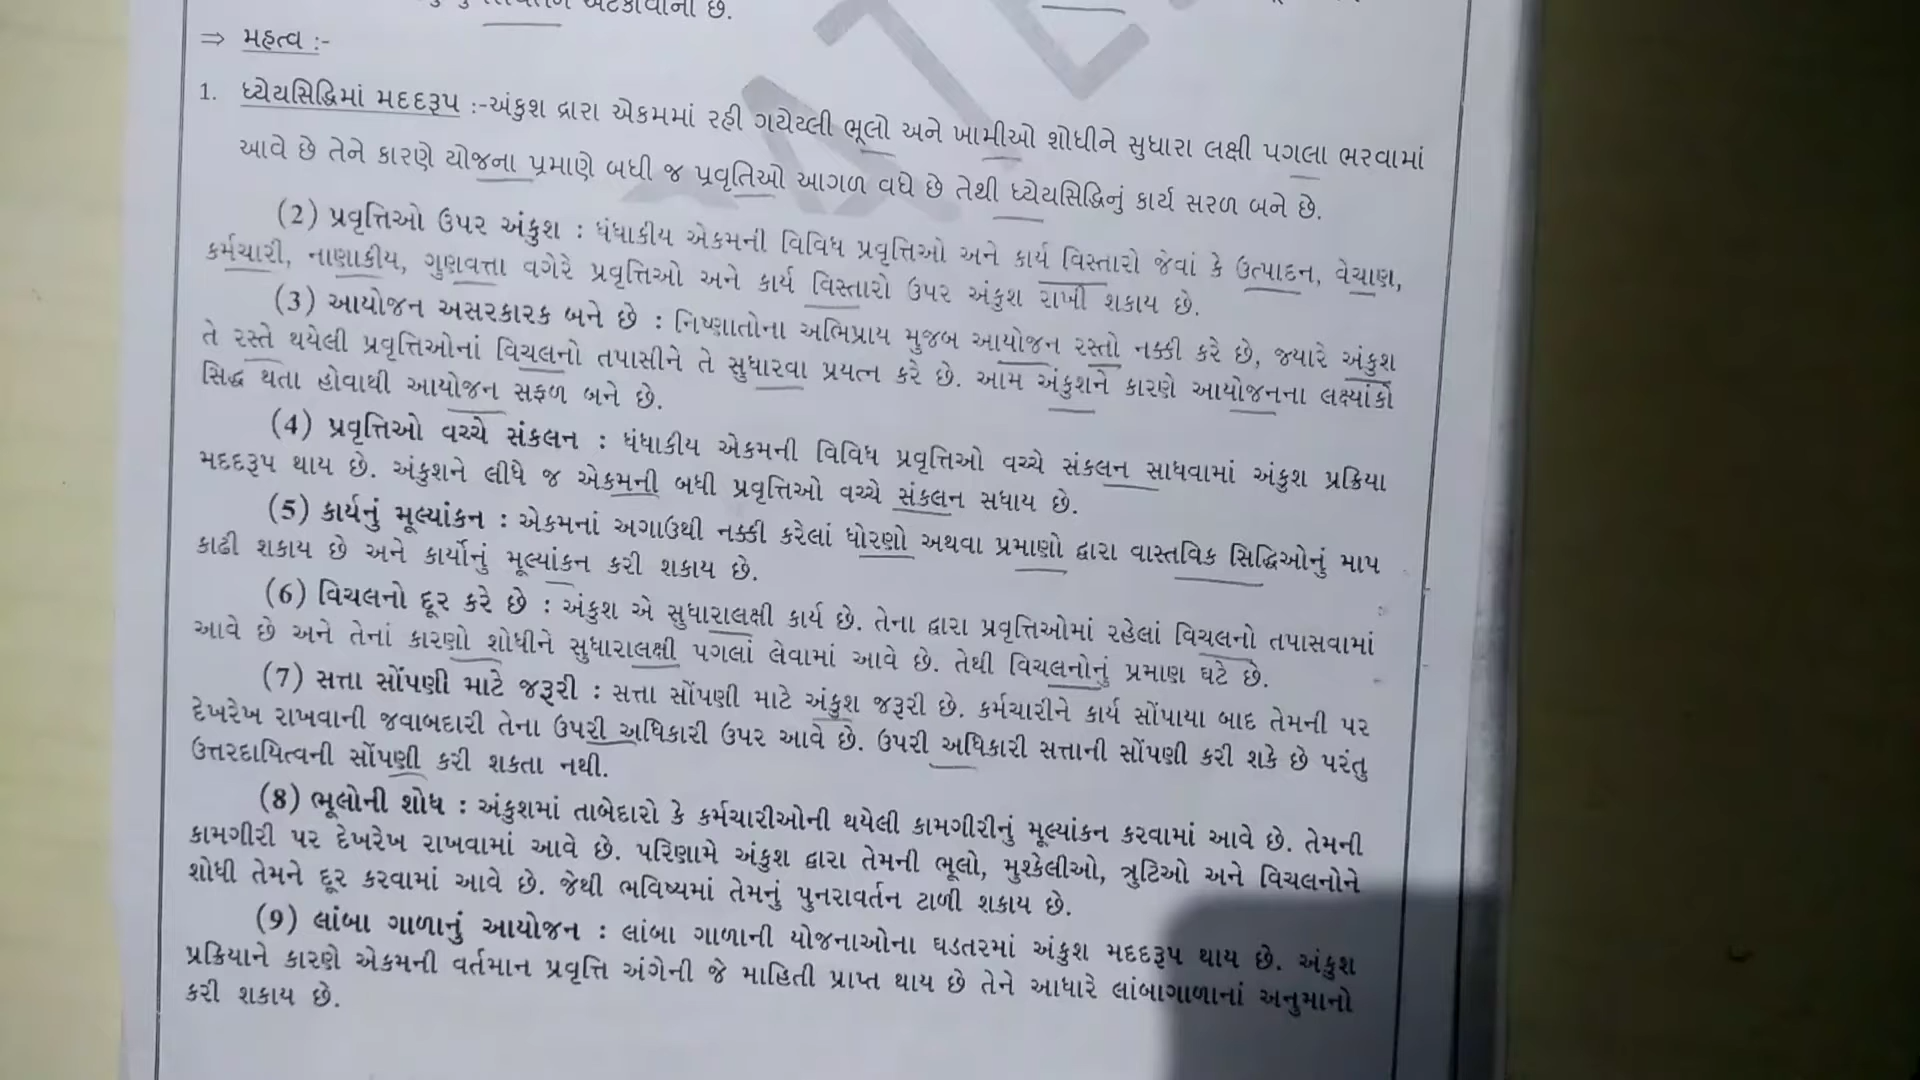 અટકાવવાનો છે.
⇒ મહત્વ :-
1. ધ્યેયસિદ્ધિમાં મદદરૂપ :-અંકુશ દ્રારા એકમમાં રહી ગયેટલી ભૂલો અને ખામીઓ શોધીને સુધારા લક્ષી પગલા ભરવામાં
આવે છે તેને કારણે યોજના પ્રમાણે બધી જ પ્રવૃતિઓ આગળ વધે છે તેથી ધ્યેયસિદ્ધિનું કાર્ય સરળ બને છે.
(2) પ્રવૃત્તિઓ ઉપર અંકુશ : ધંધાકીય એકમની વિવિધ પ્રવૃત્તિઓ અને કાર્ય વિસ્તારો જેવાં કે ઉત્પાદન, વેચાણ,
કર્મચારી, નાણાકીય, ગુણવત્તા વગેરે પ્રવૃત્તિઓ અને કાર્ય વિસ્તારો ઉપર અંકુશ રાખી શકાય છે.
(3) આયોજન અસરકારક બને છે : નિષ્ણાતોના અભિપ્રાય મુજબ આયોજન રસ્તો નક્કી કરે છે, જ્યારે અંકુશ
તે રસ્તે થયેલી પ્રવૃત્તિઓનાં વિચલનો તપાસીને તે સુધારવા પ્રયત્ન કરે છે. આમ અંકુશને કારણે આયોજનના લક્ષ્યાંકો
સિદ્ધ થતા હોવાથી આયોજન સફળ બને છે.
(4) પ્રવૃત્તિઓ વચ્ચે સંકલન : ધંધાકીય એકમની વિવિધ પ્રવૃત્તિઓ વચ્ચે સંકલન સાધવામાં અંકુશ પ્રક્રિયા
મદદરૂપ થાય છે. અંકુશને લીધે જ એકમની બધી પ્રવૃત્તિઓ વચ્ચે સંકલન સધાય છે.
(5) કાર્યનું મૂલ્યાંકન : એકમનાં અગાઉથી નક્કી કરેલાં ધોરણો અથવા પ્રમાણો દ્વારા વાસ્તવિક સિદ્ધિઓનું માપ
કાઢી શકાય છે અને કાર્યોનું મૂલ્યાંકન કરી શકાય છે.
(6) વિચલનો દૂર કરે છે : અંકુશ એ સુધારાલક્ષી કાર્ય છે. તેના દ્વારા પ્રવૃત્તિઓમાં રહેલાં વિચલનો તપાસવામાં
આવે છે અને તેનાં કારણો શોધીને સુધારાલક્ષી પગલાં લેવામાં આવે છે. તેથી વિચલનોનું પ્રમાણ ઘટે છે.
(7) સત્તા સોંપણી માટે જરૂરી : સત્તા સોંપણી માટે અંકુશ જરૂરી છે. કર્મચારીને કાર્ય સોંપાયા બાદ તેમની પર
દેખરેખ રાખવાની જવાબદારી તેના ઉપરી અધિકારી ઉપર આવે છે. ઉપરી અધિકારી સત્તાની સોંપણી કરી શકે છે પરંતુ
ઉત્તરદાયિત્વની સોંપણી કરી શકતા નથી.
(8) ભૂલોની શોધ : અંકુશમાં તાબેદારો કે કર્મચારીઓની થયેલી કામગીરીનું મૂલ્યાંકન કરવામાં આવે છે. તેમની
કામગીરી પર દેખરેખ રાખવામાં આવે છે. પરિણામે અંકુશ દ્વારા તેમની ભૂલો, મુશ્કેલીઓ, ત્રુટિઓ અને વિચલનોને
શોધી તેમને દૂર કરવામાં આવે છે. જેથી ભવિષ્યમાં તેમનું પુનરાવર્તન ટાળી શકાય છે.
(9) લાંબા ગાળાનું આયોજન : લાંબા ગાળાની યોજનાઓના ઘડતરમાં અંકુશ મદદરૂપ થાય છે. અંકુશ
પ્રક્રિયાને કારણે એકમની વર્તમાન પ્રવૃત્તિ અંગેની જે માહિતી પ્રાપ્ત થાય છે તેને આધારે લાંબાગાળાનાં અનુમાનો
કરી શકાય છે.